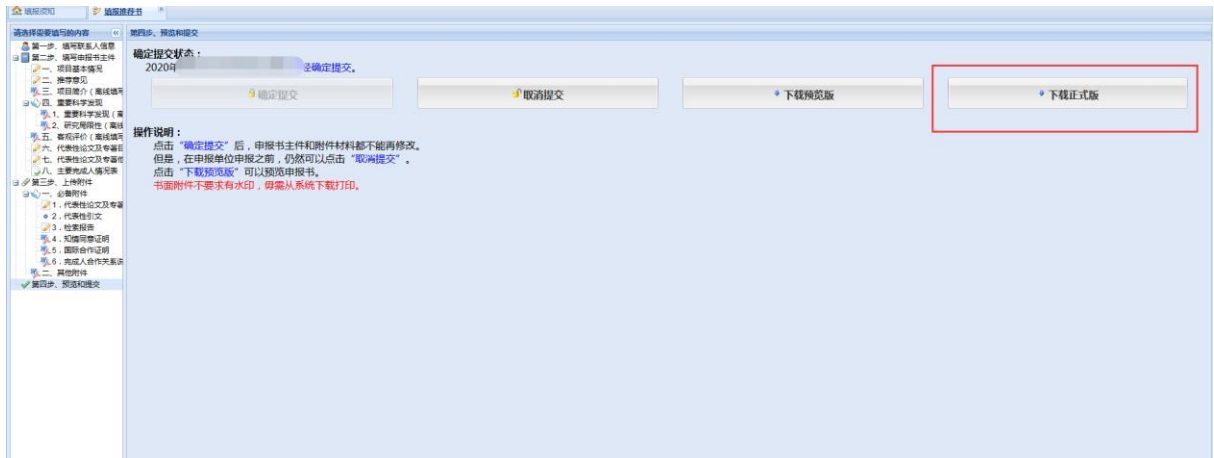 填报须知 填报推荐书
请选择需要填写的内容 第四步、预览和提交
第一步、填写联系人信息
第二步、填写申报书主件
一、项目基本情况
二、推荐意见
三、项目简介（离线填写
四、重要科学发现
1、重要科学发现（离
2、研究局限性（离线
五、客观评价（离线填写
六、代表性论文及专著目
七、代表性论文及专著他
八、主要完成人情况表
第三步、上传附件
一、必备附件
1．代表性论文及专著
2．代表性引文
3．检索报告
4．知情同意证明
5．国际合作证明
6．完成人合作关系说
二、其他附件
第四步、预览和提交
确定提交状态：
2020年 经确定提交。
确定提交 取消提交 下载预览版 下载正式版
操作说明：
点击“确定提交”后，申报书主件和附件材料都不能再修改。
但是，在申报单位申报之前，仍然可以点击“取消提交”。
点击“下载预览版”可以预览申报书。
书面附件不要求有水印，毋需从系统下载打印。